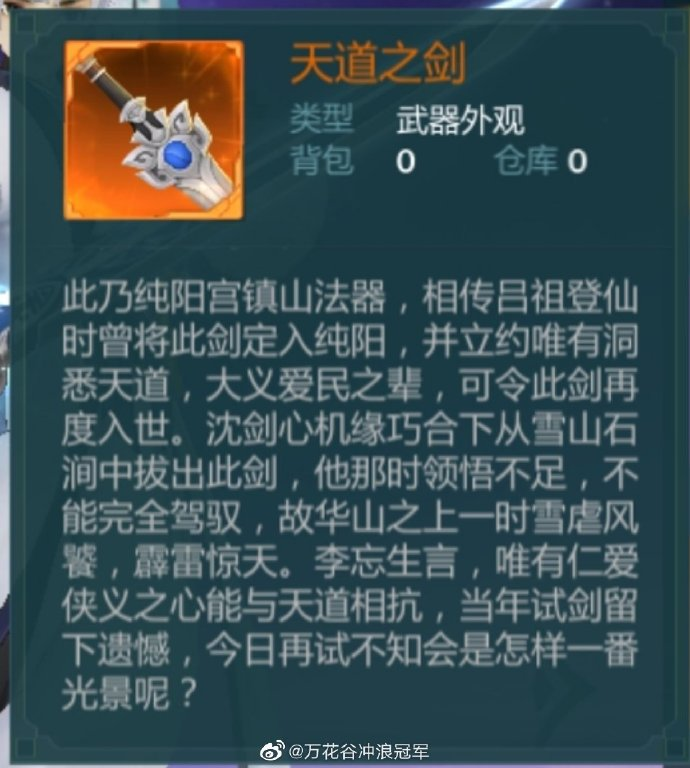 天道之剑
类型 武器外观
背包 0 仓库 0
此乃纯阳宫镇山法器，相传吕祖登仙
时曾将此剑定入纯阳，并立约唯有洞
悉天道，大义爱民之辈，可令此剑再
度入世。沈剑心机缘巧合下从雪山石
涧中拔出此剑，他那时领悟不足，不
能完全驾驭，故华山之上一时雪虐风
饕，霹雷惊天。李忘生言，唯有仁爱
侠义之心能与天道相抗，当年试剑留
下遗憾，今日再试不知会是怎样一番
光景呢？
@万花谷冲浪冠军